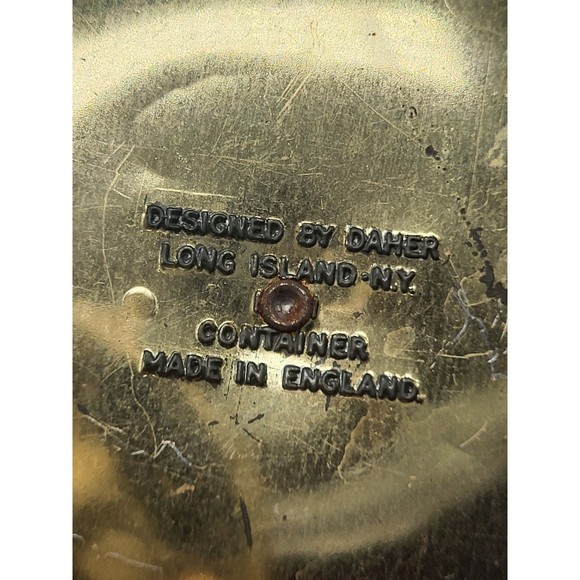 DESIGNED BY DAHER
LONG ISLAND·N.Y.
CONTAINER
MADE IN ENGLAND.